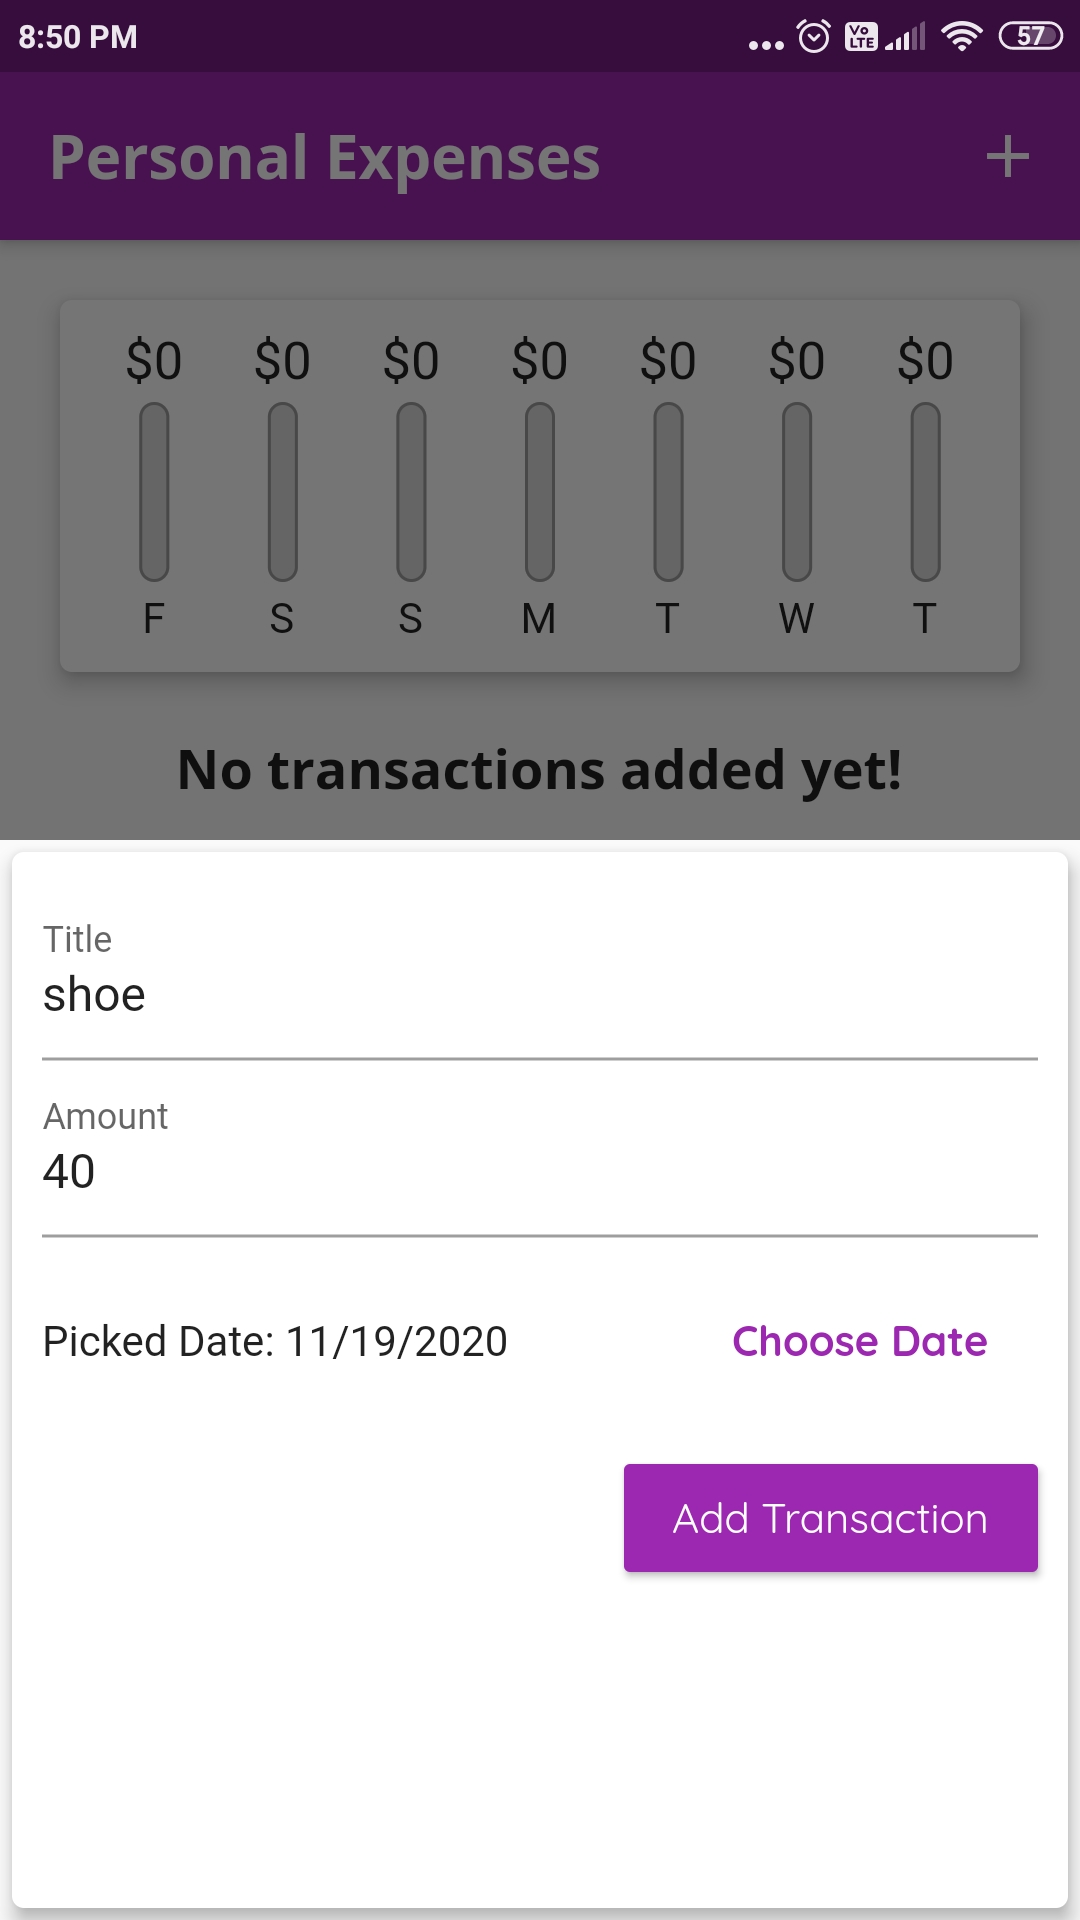 8:50 PM
Vo LTE
57
Personal Expenses
$0 $0 $0 $0 $0 $0 $0
F S S M T W T
No transactions added yet!
Title
shoe
Amount
40
Picked Date: 11/19/2020 Choose Date
Add Transaction